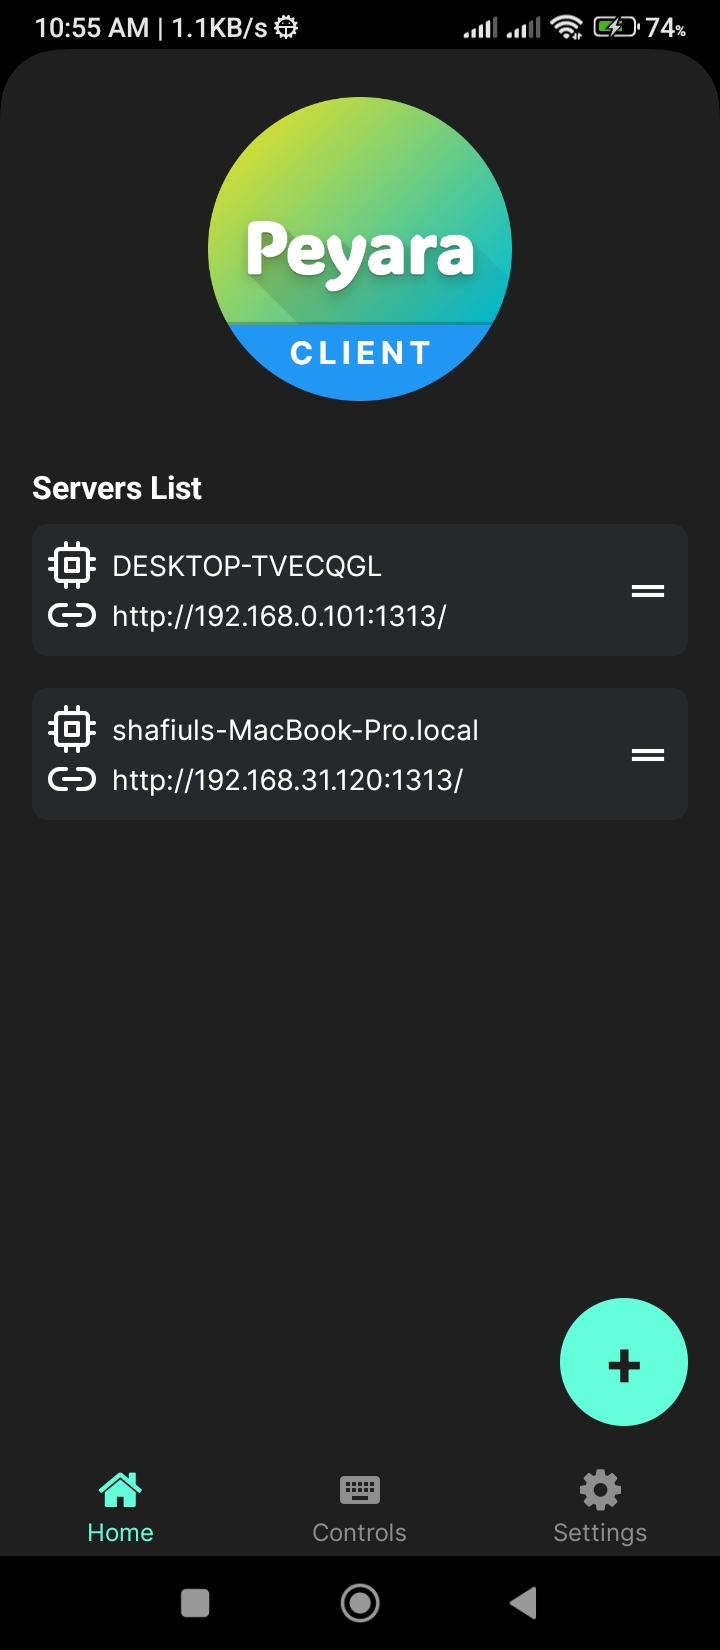 10:55 AM | 1.1KB/s 74%
Peyara
CLIENT
Servers List
DESKTOP-TVECQGL
http://192.168.0.101:1313/
shafiuls-MacBook-Pro.local
http://192.168.31.120:1313/
+
Home Controls Settings